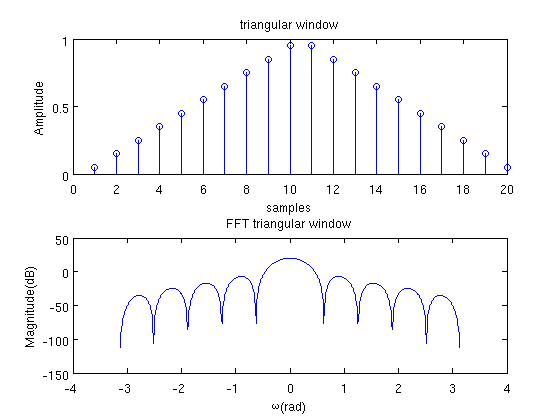 triangular window
1
0.5
0
Amplitude
0 2 4 6 8 10 12 14 16 18 20
samples
FFT triangular window
50
0
-50
-100
-150
Magnitude(dB)
-4 -3 -2 -1 0 1 2 3 4
ω(rad)